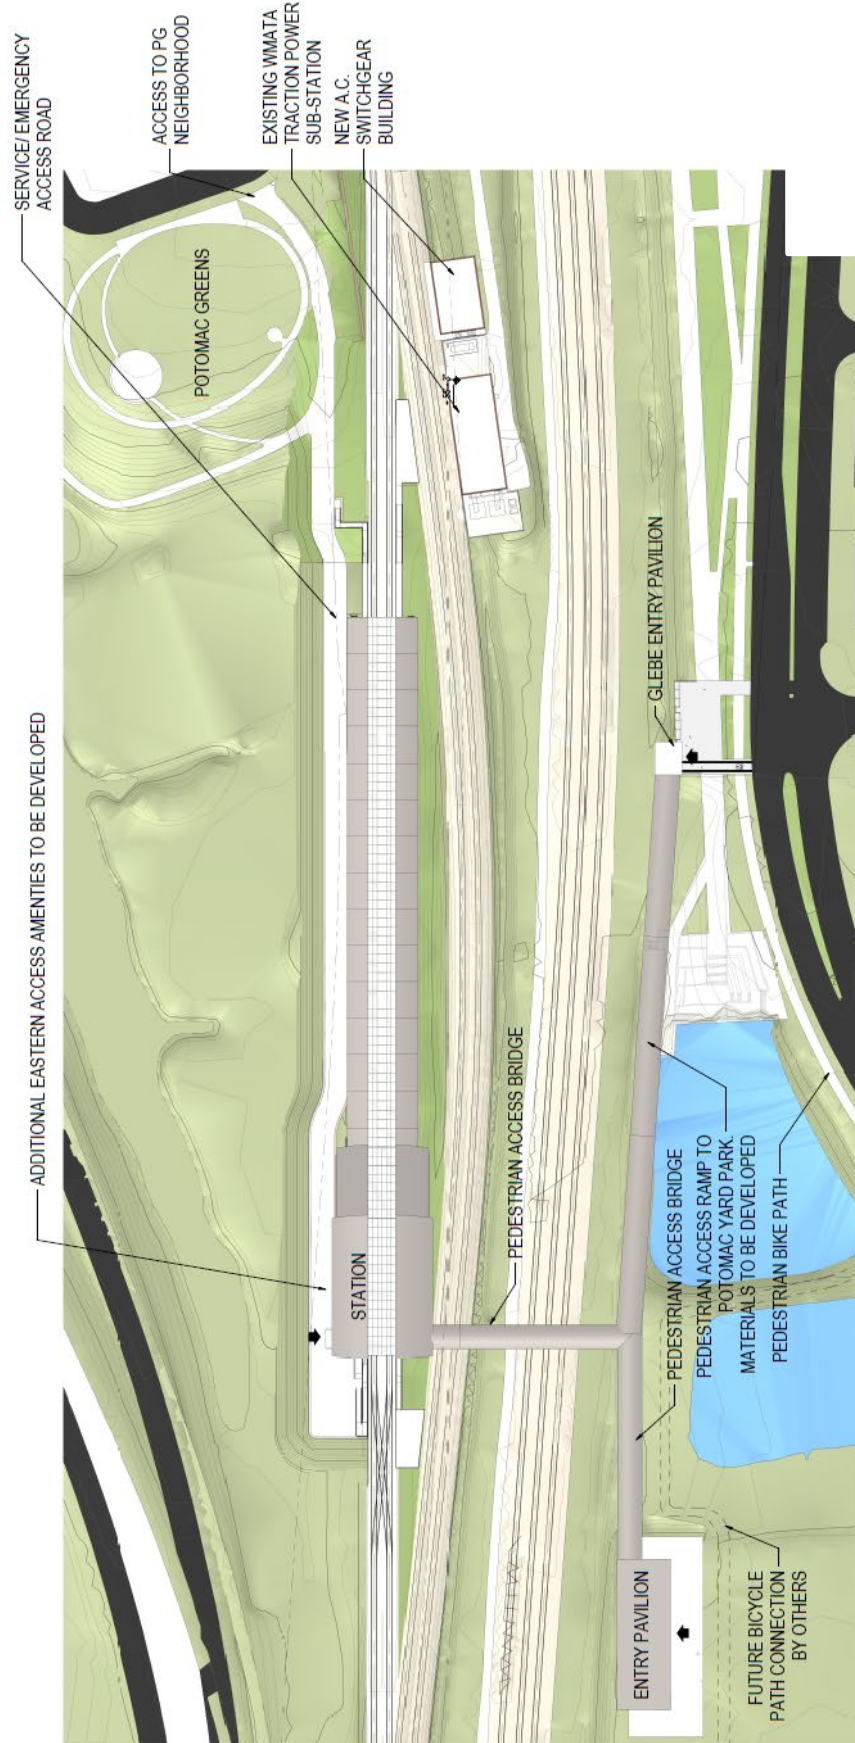 SERVICE/ EMERGENCY
ACCESS ROAD
ACCESS TO PG
NEIGHBORHOOD
EXISTING WMATA
TRACTION POWER
SUB-STATION
NEW A.C.
SWITCHGEAR
BUILDING
POTOMAC GREENS
ADDITIONAL EASTERN ACCESS AMENTIES TO BE DEVELOPED
GLEBE ENTRY PAVILION
STATION
PEDESTRIAN ACCESS BRIDGE
PEDESTRIAN ACCESS BRIDGE
PEDESTRIAN ACCESS RAMP TO
POTOMAC YARD PARK.
MATERIALS TO BE DEVELOPED
PEDESTRIAN BIKE PATH
ENTRY PAVILION
FUTURE BICYCLE
PATH CONNECTION
BY OTHERS